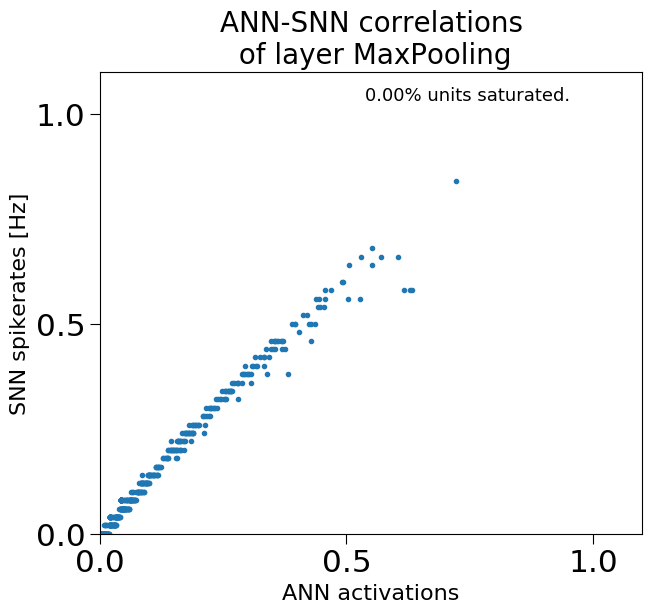 ANN-SNN correlations
of layer MaxPooling
0.00% units saturated.
1.0
0.5
0.0
SNN spikerates [Hz]
0.0 0.5 1.0
ANN activations